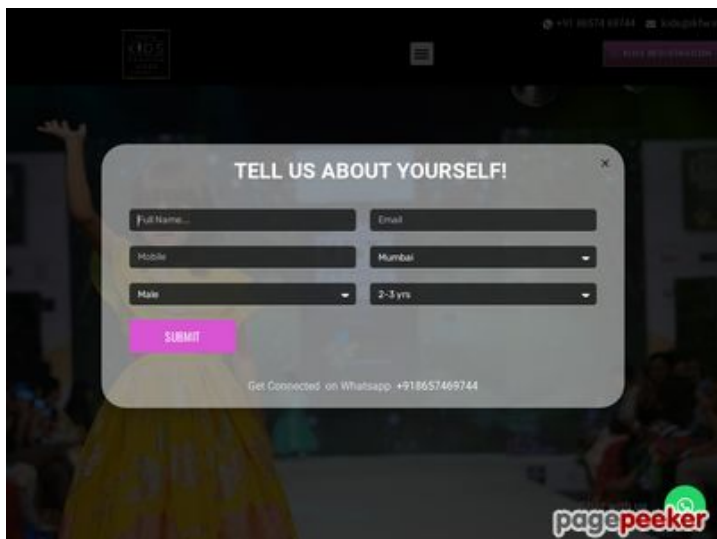 KIDS
TELL US ABOUT YOURSELF!
Full Name...
Email
Mobile
Mumbai
Male
2-3 yrs
SUBMIT
Get Connected on Whatsapp +918657469744
pagepeeker